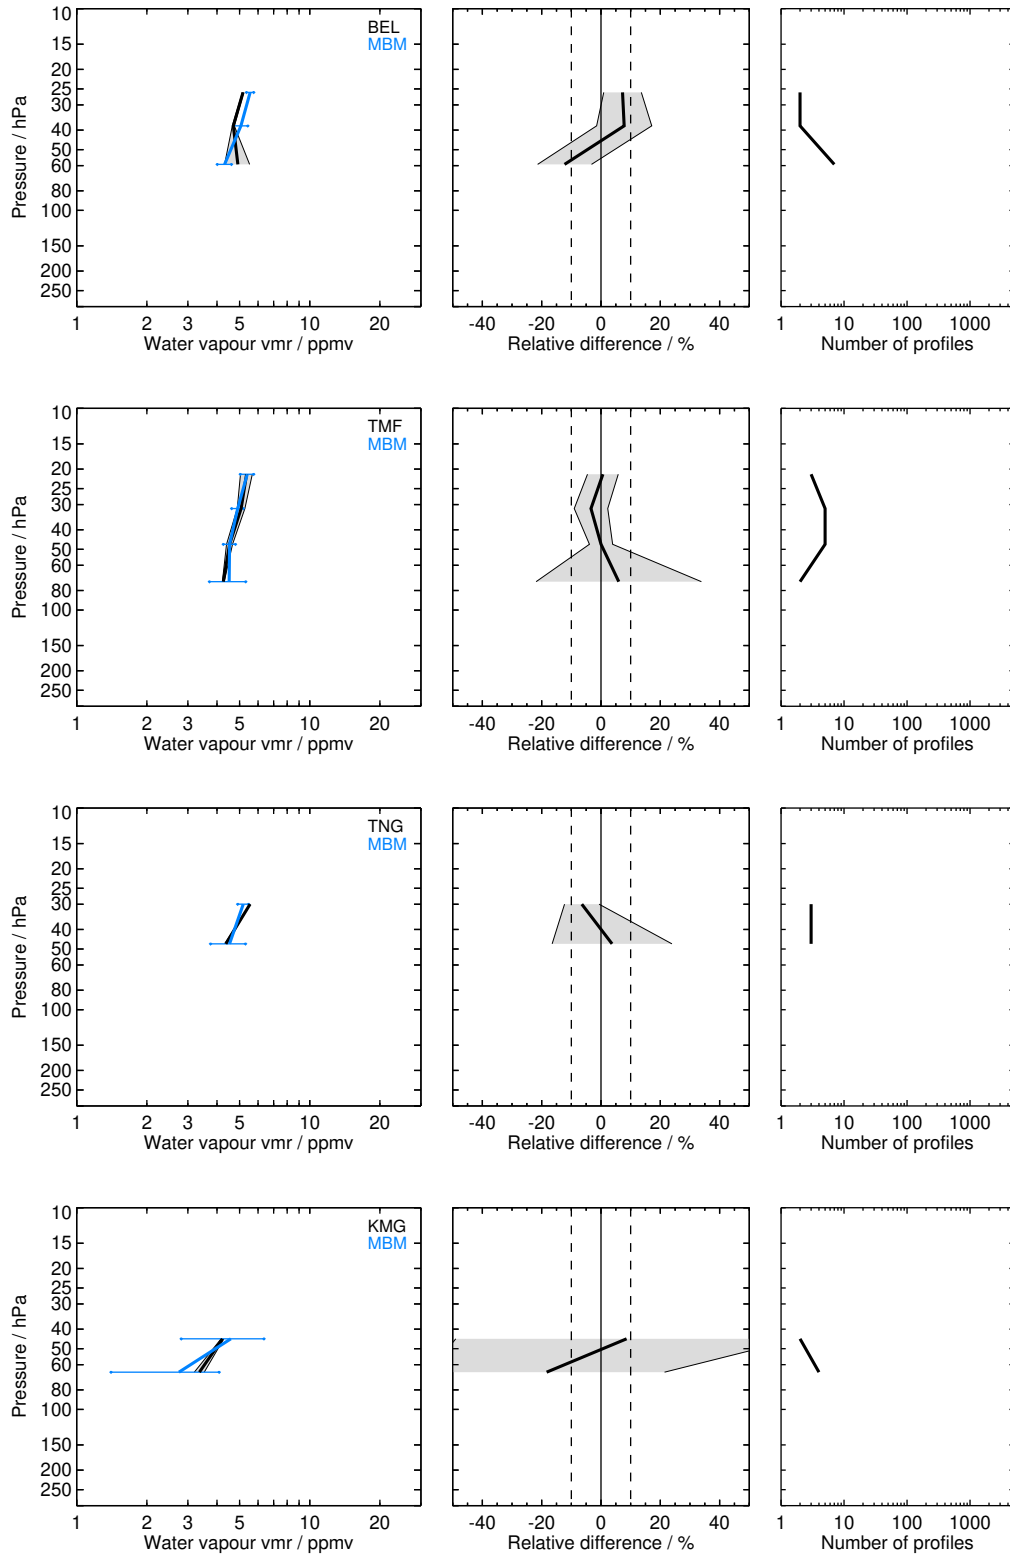 BEL
MBM
10
15
20
25
30
40
50
60
80
100
150
200
250
Pressure / hPa
1 2 3 5 10 20
Water vapour vmr / ppmv
-40 -20 0 20 40
Relative difference / %
1 10 100 1000
Number of profiles
TMF
MBM
10
15
20
25
30
40
50
60
80
100
150
200
250
Pressure / hPa
1 2 3 5 10 20
Water vapour vmr / ppmv
-40 -20 0 20 40
Relative difference / %
1 10 100 1000
Number of profiles
TNG
MBM
10
15
20
25
30
40
50
60
80
100
150
200
250
Pressure / hPa
1 2 3 5 10 20
Water vapour vmr / ppmv
-40 -20 0 20 40
Relative difference / %
1 10 100 1000
Number of profiles
KMG
MBM
10
15
20
25
30
40
50
60
80
100
150
200
250
Pressure / hPa
1 2 3 5 10 20
Water vapour vmr / ppmv
-40 -20 0 20 40
Relative difference / %
1 10 100 1000
Number of profiles